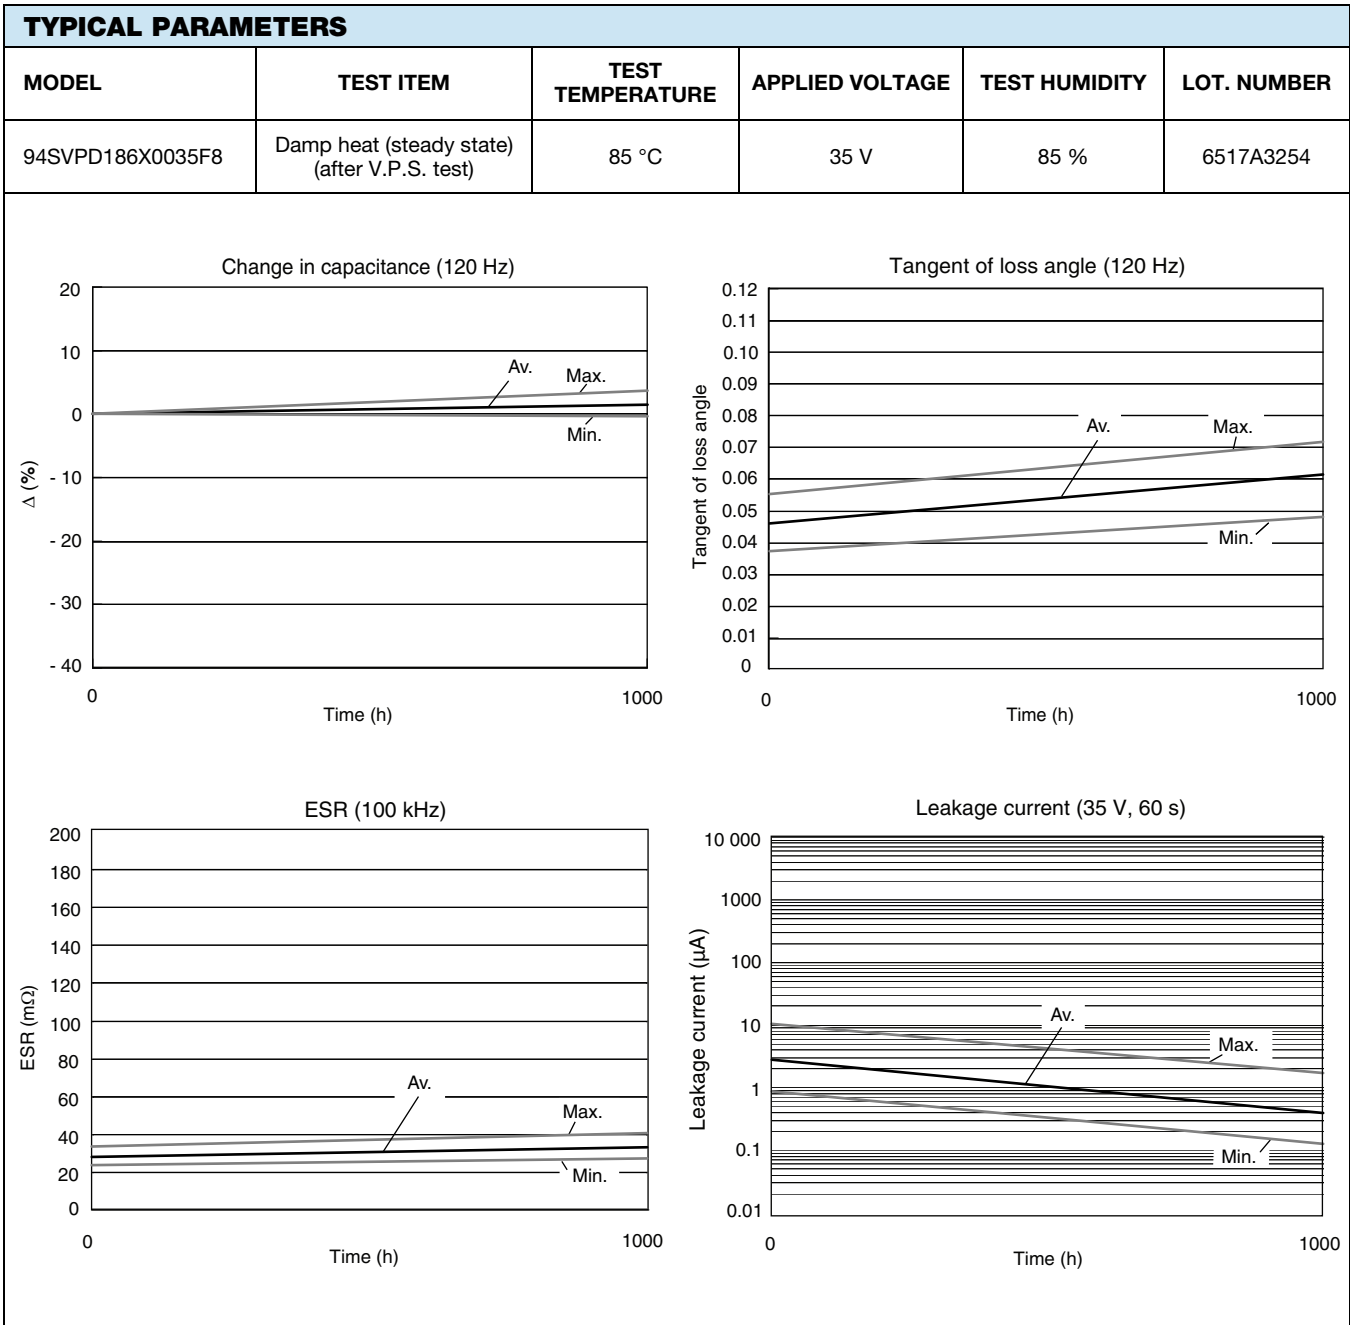 TYPICAL PARAMETERS
MODEL
TEST ITEM
TEST
TEMPERATURE
APPLIED VOLTAGE
TEST HUMIDITY
LOT. NUMBER
94SVPD186X0035F8
Damp heat (steady state)
(after V.P.S. test)
85 °C
35 V
85 %
6517A3254
Change in capacitance (120 Hz)
20
10
0
- 10
- 20
- 30
- 40
Δ (%)
Av.
Max.
Min.
0
1000
Time (h)
Tangent of loss angle (120 Hz)
0.12
0.11
0.10
0.09
0.08
0.07
0.06
0.05
0.04
0.03
0.02
0.01
0
Tangent of loss angle
Av.
Max.
Min.
0
1000
Time (h)
ESR (100 kHz)
200
180
160
140
120
100
80
60
40
20
0
ESR (mΩ)
Av.
Max.
Min.
0
1000
Time (h)
Leakage current (35 V, 60 s)
10 000
1000
100
10
1
0.1
0.01
Leakage current (µA)
Av.
Max.
Min.
0
1000
Time (h)